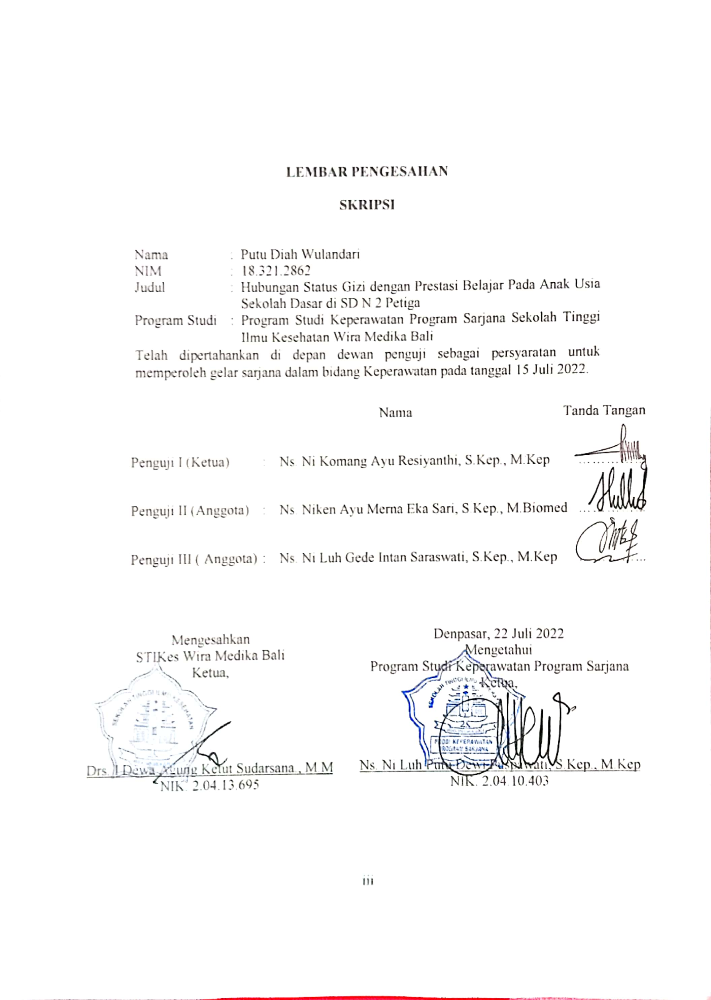 LEMBAR PENGESAHAN
SKRIPSI
Nama : Putu Diah Wulandari
NIM : 18.321.2862
Judul : Hubungan Status Gizi dengan Prestasi Belajar Pada Anak Usia
Sekolah Dasar di SD N 2 Petiga
Program Studi : Program Studi Keperawatan Program Sarjana Sekolah Tinggi
Ilmu Kesehatan Wira Medika Bali
Telah dipertahankan di depan dewan penguji sebagai persyaratan untuk
memperoleh gelar sarjana dalam bidang Keperawatan pada tanggal 15 Juli 2022.
Nama Tanda Tangan
Penguji I (Ketua) : Ns. Ni Komang Ayu Resiyanthi, S.Kep., M.Kep
Penguji II (Anggota) : Ns. Niken Ayu Merna Eka Sari, S.Kep., M.Biomed
Penguji III ( Anggota) : Ns. Ni Luh Gede Intan Saraswati, S.Kep., M.Kep
Mengesahkan
STIKes Wira Medika Bali
Ketua,
SEKOLAH TINGGI ILMU KESEHATAN
Drs. I Dewa Agung Ketut Sudarsana., M.M
NIK. 2.04.13.695
Denpasar, 22 Juli 2022
Mengetahui
Program Studi Keperawatan Program Sarjana
Ketua,
SEKOLAH TINGGI ILMU
PRODI KEPERAWATAN
PROGRAM SARJANA
Ns. Ni Luh Putu Dewi Puspawati, S.Kep., M.Kep
NIK. 2.04.10.403
iii